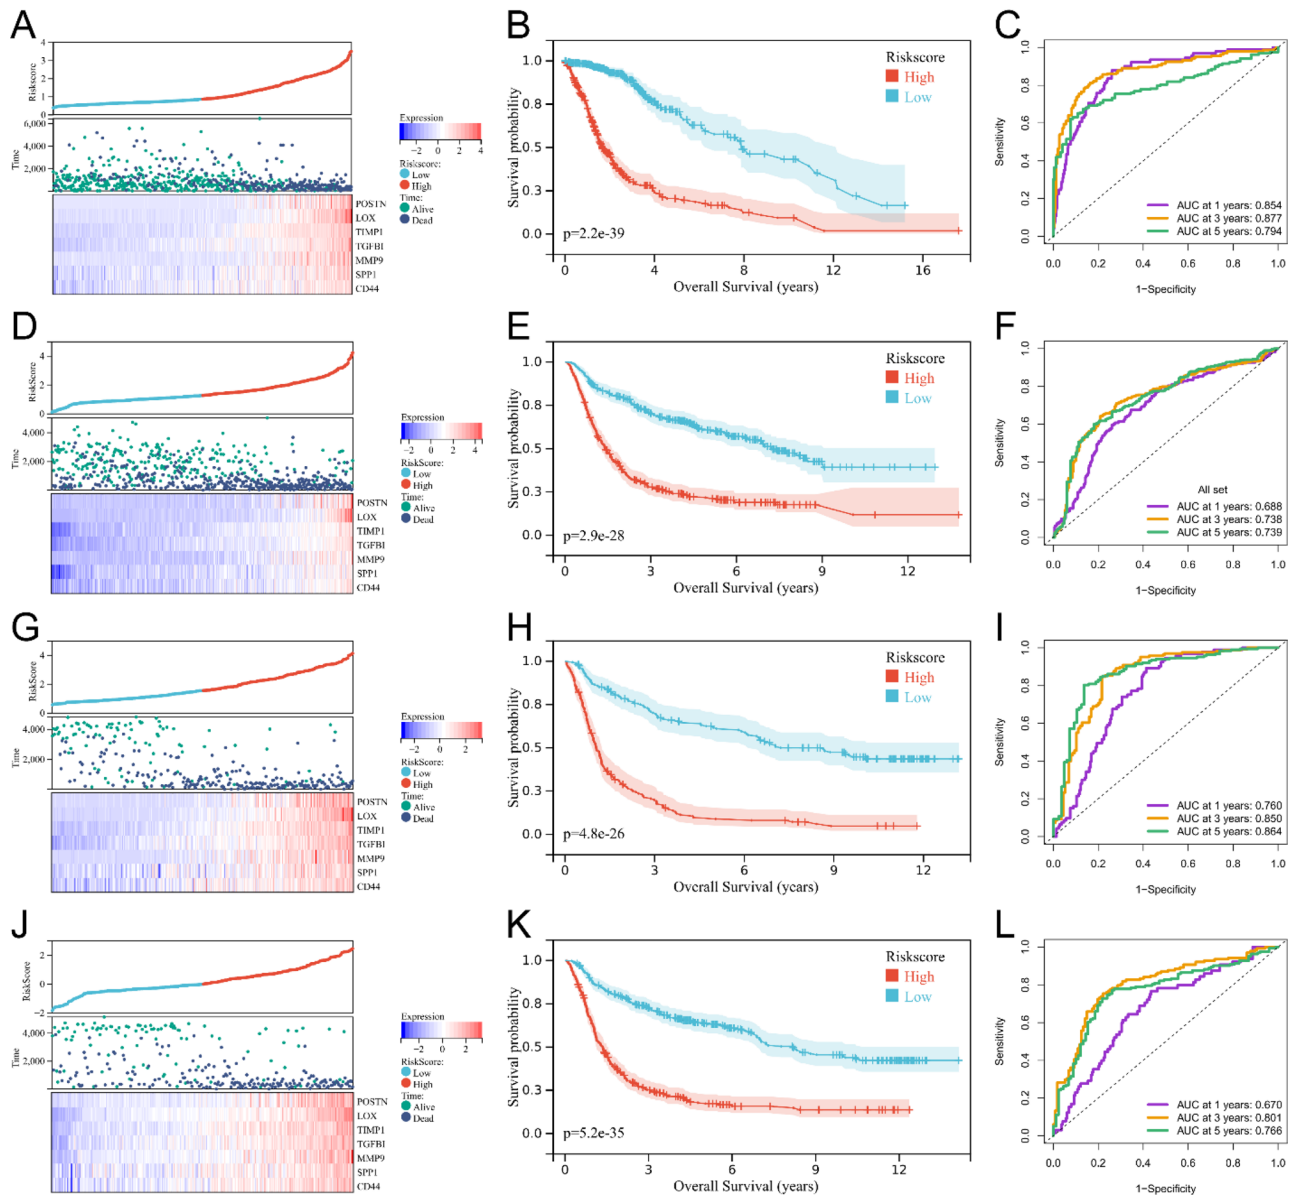 A
Riskscore
4
3
2
1
0
Time
6,000
4,000
2,000
POSTN
LOX
TIMP1
TGFBI
MMP9
SPP1
CD44
Expression
−2 0 2 4
Riskscore:
Low
High
Time:
Alive
Dead
B
Survival probability
1.0
0.8
0.5
0.3
0.0
Riskscore
High
Low
p=2.2e-39
0 4 8 12 16
Overall Survival (years)
C
Sensitivity
1.0
0.8
0.6
0.4
0.2
0.0
AUC at 1 years: 0.854
AUC at 3 years: 0.877
AUC at 5 years: 0.794
0.0 0.2 0.4 0.6 0.8 1.0
1−Specificity
D
RiskScore
4
2
0
Time
4,000
2,000
POSTN
LOX
TIMP1
TGFBI
MMP9
SPP1
CD44
Expression
−2 0 2 4
RiskScore:
Low
High
Time:
Alive
Dead
E
Survival probability
1.0
0.8
0.5
0.3
0.0
Riskscore
High
Low
p=2.9e-28
0 3 6 9 12
Overall Survival (years)
F
Sensitivity
1.0
0.8
0.6
0.4
0.2
0.0
All set
AUC at 1 years: 0.688
AUC at 3 years: 0.738
AUC at 5 years: 0.739
0.0 0.2 0.4 0.6 0.8 1.0
1−Specificity
G
RiskScore
4
2
0
Time
4,000
2,000
POSTN
LOX
TIMP1
TGFBI
MMP9
SPP1
CD44
Expression
−2 0 2
RiskScore:
Low
High
Time:
Alive
Dead
H
Survival probability
1.0
0.8
0.5
0.3
0.0
Riskscore
High
Low
p=4.8e-26
0 3 6 9 12
Overall Survival (years)
I
Sensitivity
1.0
0.8
0.6
0.4
0.2
0.0
AUC at 1 years: 0.760
AUC at 3 years: 0.850
AUC at 5 years: 0.864
0.0 0.2 0.4 0.6 0.8 1.0
1−Specificity
J
RiskScore
2
0
−2
Time
4,000
2,000
POSTN
LOX
TIMP1
TGFBI
MMP9
SPP1
CD44
Expression
−2 0 2
RiskScore:
Low
High
Time:
Alive
Dead
K
Survival probability
1.0
0.8
0.5
0.3
0.0
Riskscore
High
Low
p=5.2e-35
0 3 6 9 12
Overall Survival (years)
L
Sensitivity
1.0
0.8
0.6
0.4
0.2
0.0
AUC at 1 years: 0.670
AUC at 3 years: 0.801
AUC at 5 years: 0.766
0.0 0.2 0.4 0.6 0.8 1.0
1−Specificity